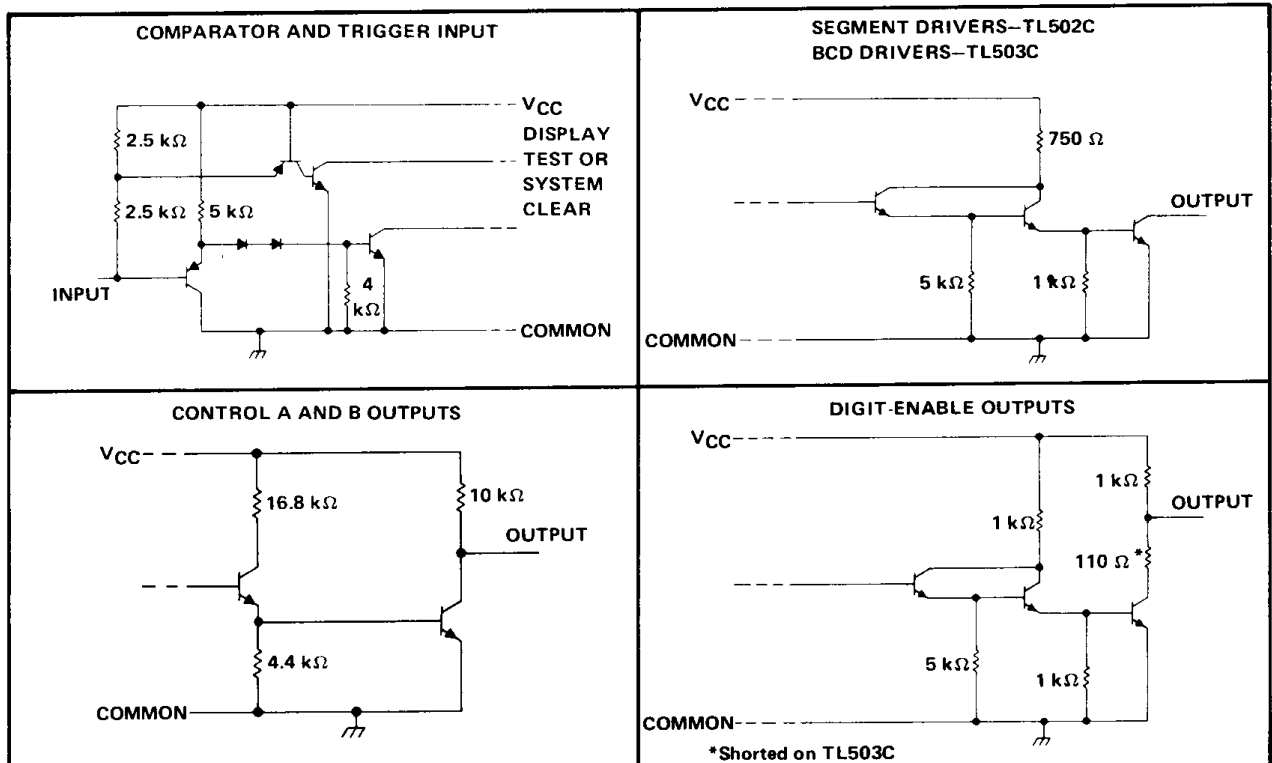 COMPARATOR AND TRIGGER INPUT
VCC
DISPLAY
TEST OR
SYSTEM
CLEAR
2.5 kΩ
2.5 kΩ
5 kΩ
INPUT
4
kΩ
COMMON
SEGMENT DRIVERS–TL502C
BCD DRIVERS–TL503C
VCC
750 Ω
OUTPUT
5 kΩ
1 kΩ
COMMON
CONTROL A AND B OUTPUTS
VCC
16.8 kΩ
10 kΩ
OUTPUT
4.4 kΩ
COMMON
DIGIT-ENABLE OUTPUTS
VCC
1 kΩ
OUTPUT
1 kΩ
110 Ω*
5 kΩ
1 kΩ
COMMON
*Shorted on TL503C